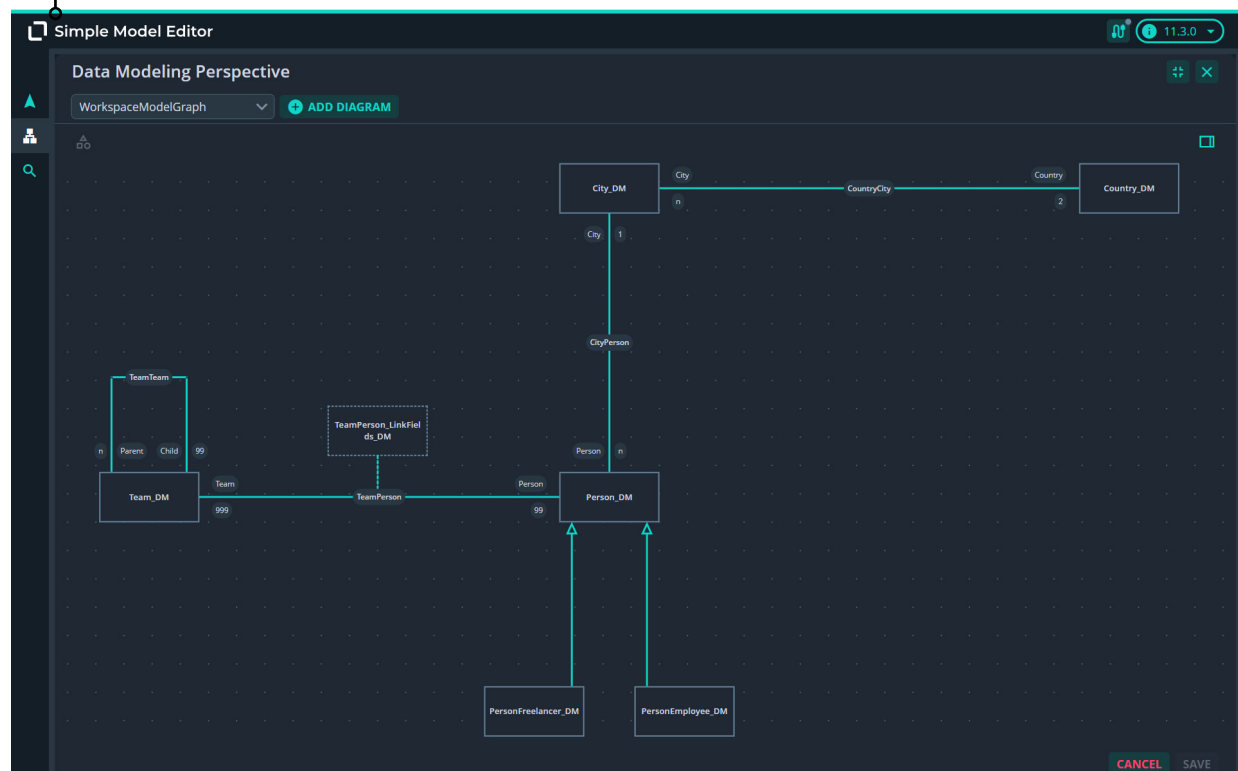 Simple Model Editor
11.3.0
Data Modeling Perspective
WorkspaceModelGraph
ADD DIAGRAM
City_DM
City
n
CountryCity
Country
2
Country_DM
City
1
CityPerson
TeamTeam
TeamPerson_LinkFiel
ds_DM
n
Parent
Child
99
Person
n
Team_DM
Team
999
TeamPerson
Person
99
Person_DM
PersonFreelancer_DM
PersonEmployee_DM
CANCEL
SAVE